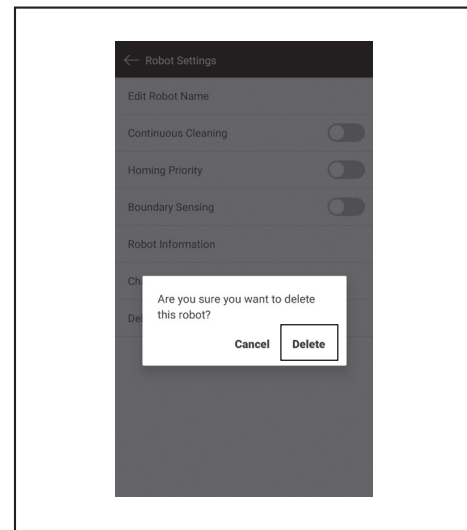 Robot Settings
Edit Robot Name
Continuous Cleaning
Homing Priority
Boundary Sensing
Robot Information
Are you sure you want to delete
this robot?
Cancel Delete